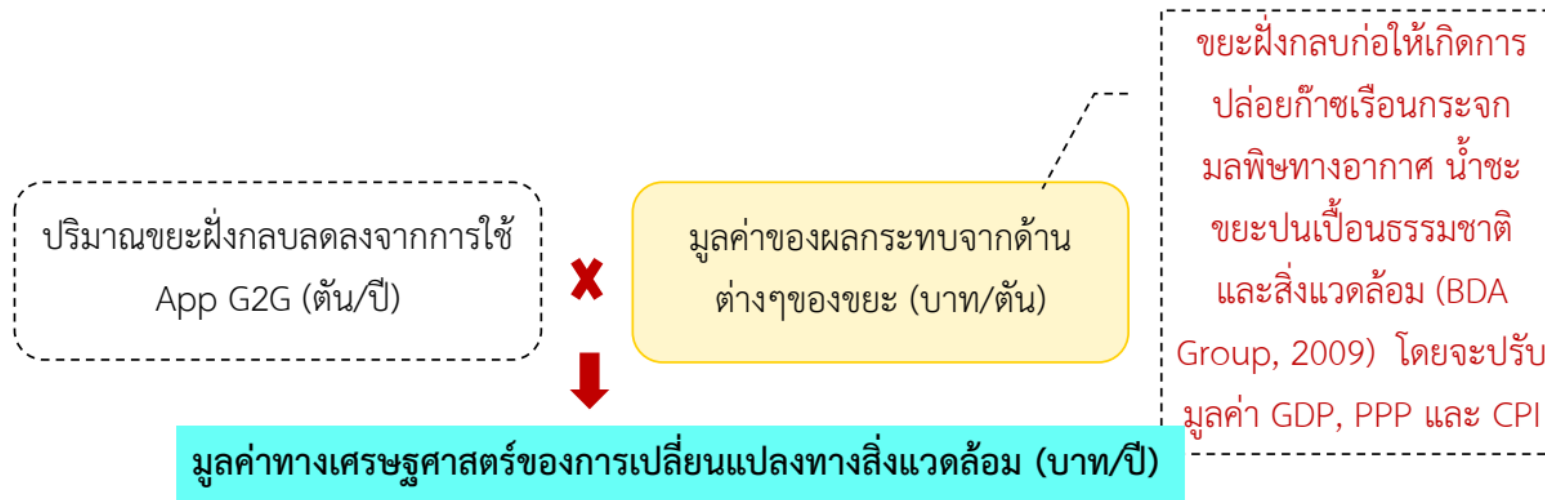 ขยะฝั่งกลบก่อให้เกิดการ
ปล่อยก๊าซเรือนกระจก
มลพิษทางอากาศ น้ำชะ
ขยะปนเปื้อนธรรมชาติ
และสิ่งแวดล้อม (BDA
Group, 2009) โดยจะปรับ
มูลค่า GDP, PPP และ CPI
ปริมาณขยะฝั่งกลบลดลงจากการใช้
App G2G (ตัน/ปี)
มูลค่าของผลกระทบจากด้าน
ต่างๆของขยะ (บาท/ตัน)
มูลค่าทางเศรษฐศาสตร์ของการเปลี่ยนแปลงทางสิ่งแวดล้อม (บาท/ปี)